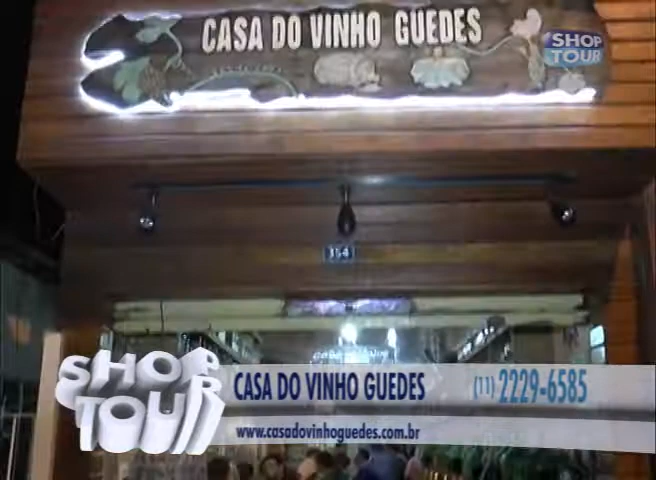 CASA DO VINHO GUEDES
SHOP
TOUR
354
SHOP
TOUR
CASA DO VINHO GUEDES (11) 2229-6585
www.casadovinhoguedes.com.br